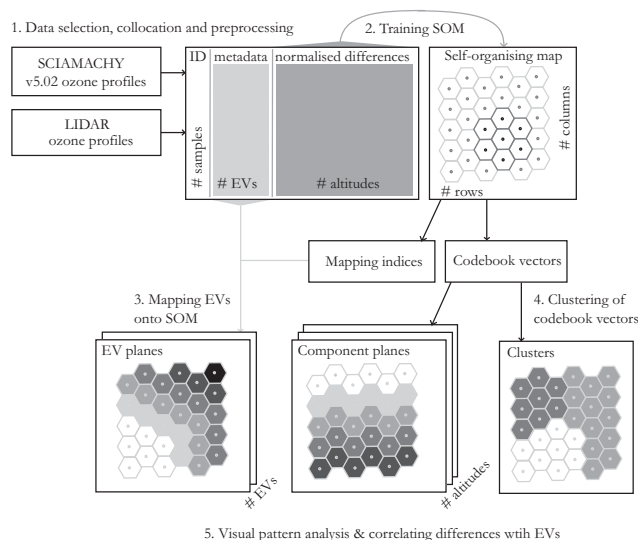 1. Data selection, collocation and preprocessing
2. Training SOM
SCIAMACHY
v5.02 ozone profiles
LIDAR
ozone profiles
ID
metadata
normalised differences
# samples
# EVs
# altitudes
Self-organising map
# columns
# rows
Mapping indices
Codebook vectors
3. Mapping EVs
onto SOM
4. Clustering of
codebook vectors
EV planes
# EVs
Component planes
# altitudes
Clusters
5. Visual pattern analysis & correlating differences wtih EVs